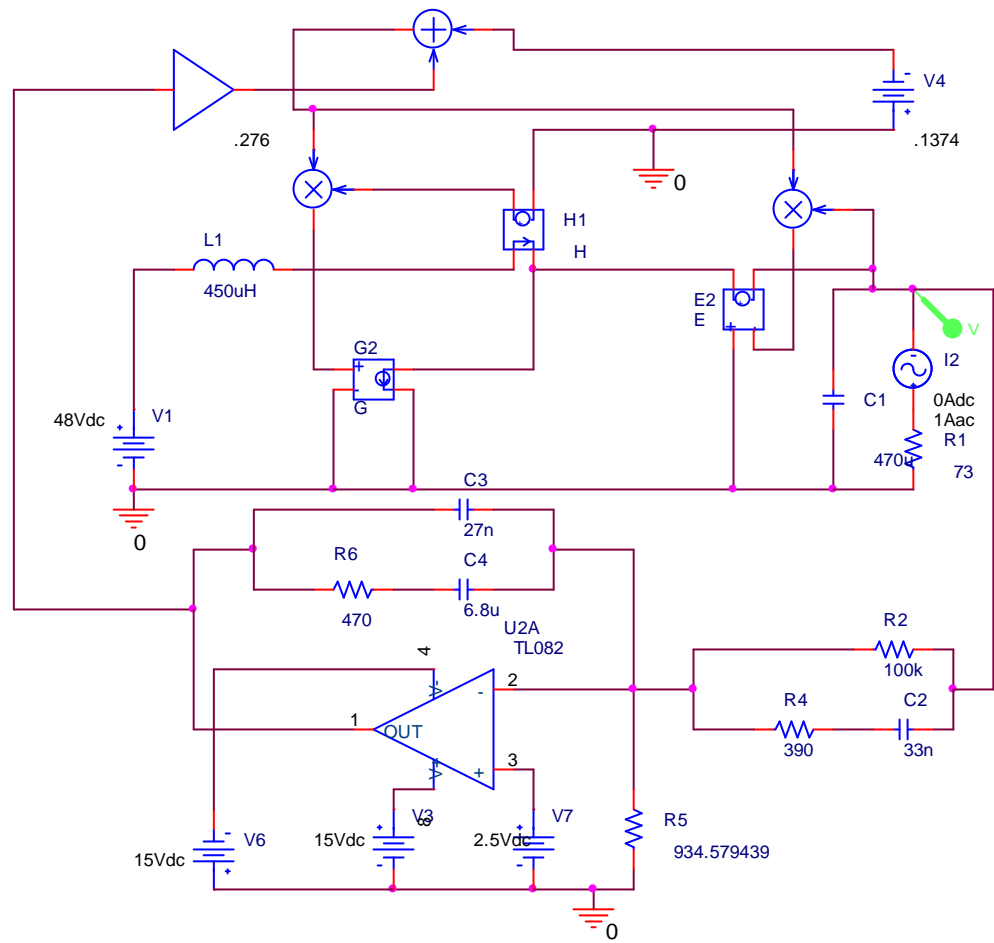 V4
.276
.1374
0
H1
H
L1
450uH
E2
E
V
G2
G
I2
0Adc
1Aac
C1
470u
R1
73
48Vdc
V1
0
C3
27n
R6
470
C4
6.8u
U2A
TL082
4
V-
2
-
1
OUT
3
+
V+
8
R2
100k
R4
390
C2
33n
V6
15Vdc
V3
15Vdc
V7
2.5Vdc
R5
934.579439
0